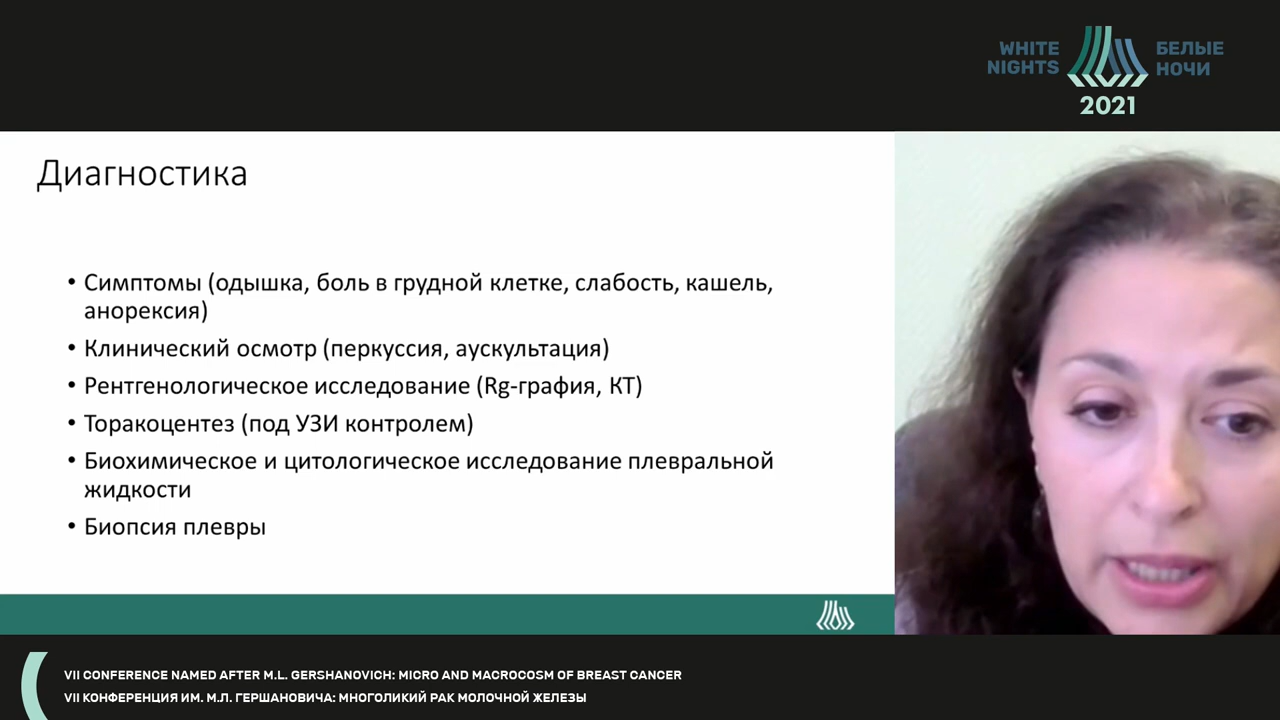 WHITE
NIGHTS
БЕЛЫЕ
НОЧИ
2021
Диагностика
• Симптомы (одышка, боль в грудной клетке, слабость, кашель,
анорексия)
• Клинический осмотр (перкуссия, аускультация)
• Рентгенологическое исследование (Rg-графия, КТ)
• Торакоцентез (под УЗИ контролем)
• Биохимическое и цитологическое исследование плевральной
жидкости
• Биопсия плевры
VII CONFERENCE NAMED AFTER M.L. GERSHANOVICH: MICRO AND MACROCOSM OF BREAST CANCER
VII КОНФЕРЕНЦИЯ ИМ. М.Л. ГЕРШАНОВИЧА: МНОГОЛИКИЙ РАК МОЛОЧНОЙ ЖЕЛЕЗЫ